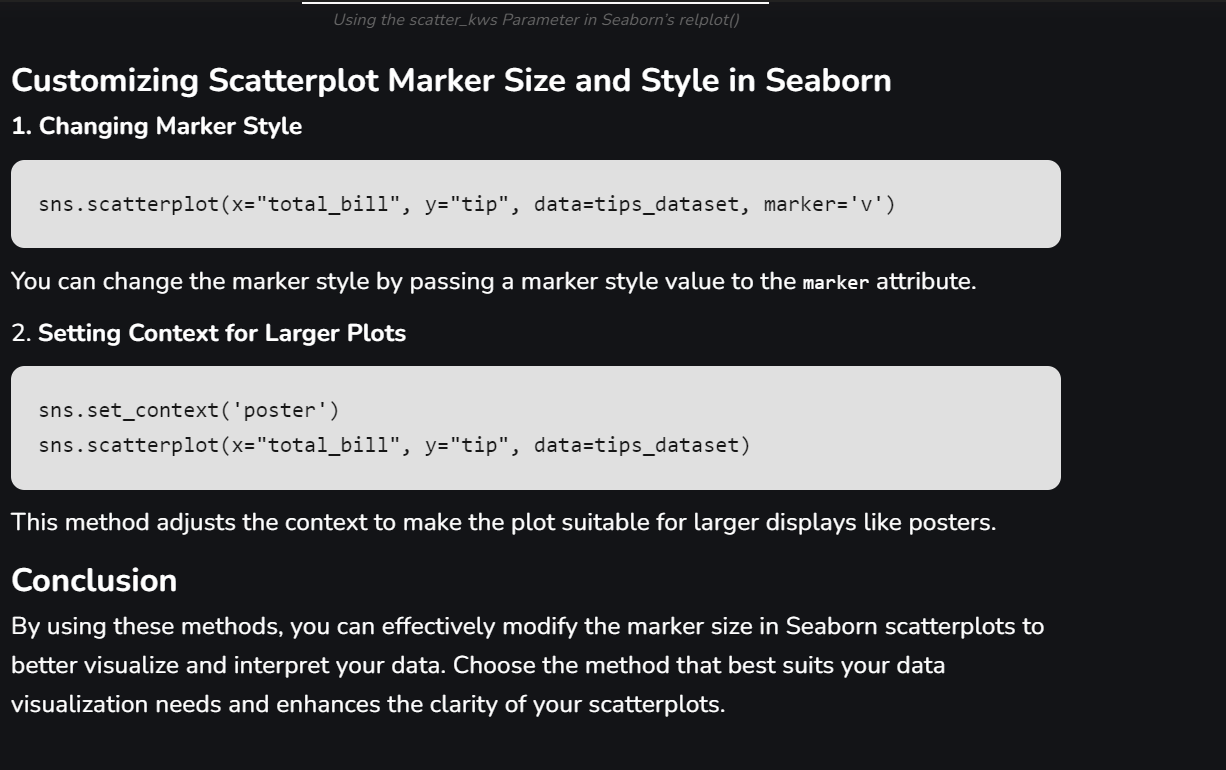 Using the scatter_kws Parameter in Seaborn's relplot()
Customizing Scatterplot Marker Size and Style in Seaborn
1. Changing Marker Style
sns.scatterplot(x="total_bill", y="tip", data=tips_dataset, marker='v')
You can change the marker style by passing a marker style value to the marker attribute.
2. Setting Context for Larger Plots
sns.set_context('poster')
sns.scatterplot(x="total_bill", y="tip", data=tips_dataset)
This method adjusts the context to make the plot suitable for larger displays like posters.
Conclusion
By using these methods, you can effectively modify the marker size in Seaborn scatterplots to
better visualize and interpret your data. Choose the method that best suits your data
visualization needs and enhances the clarity of your scatterplots.